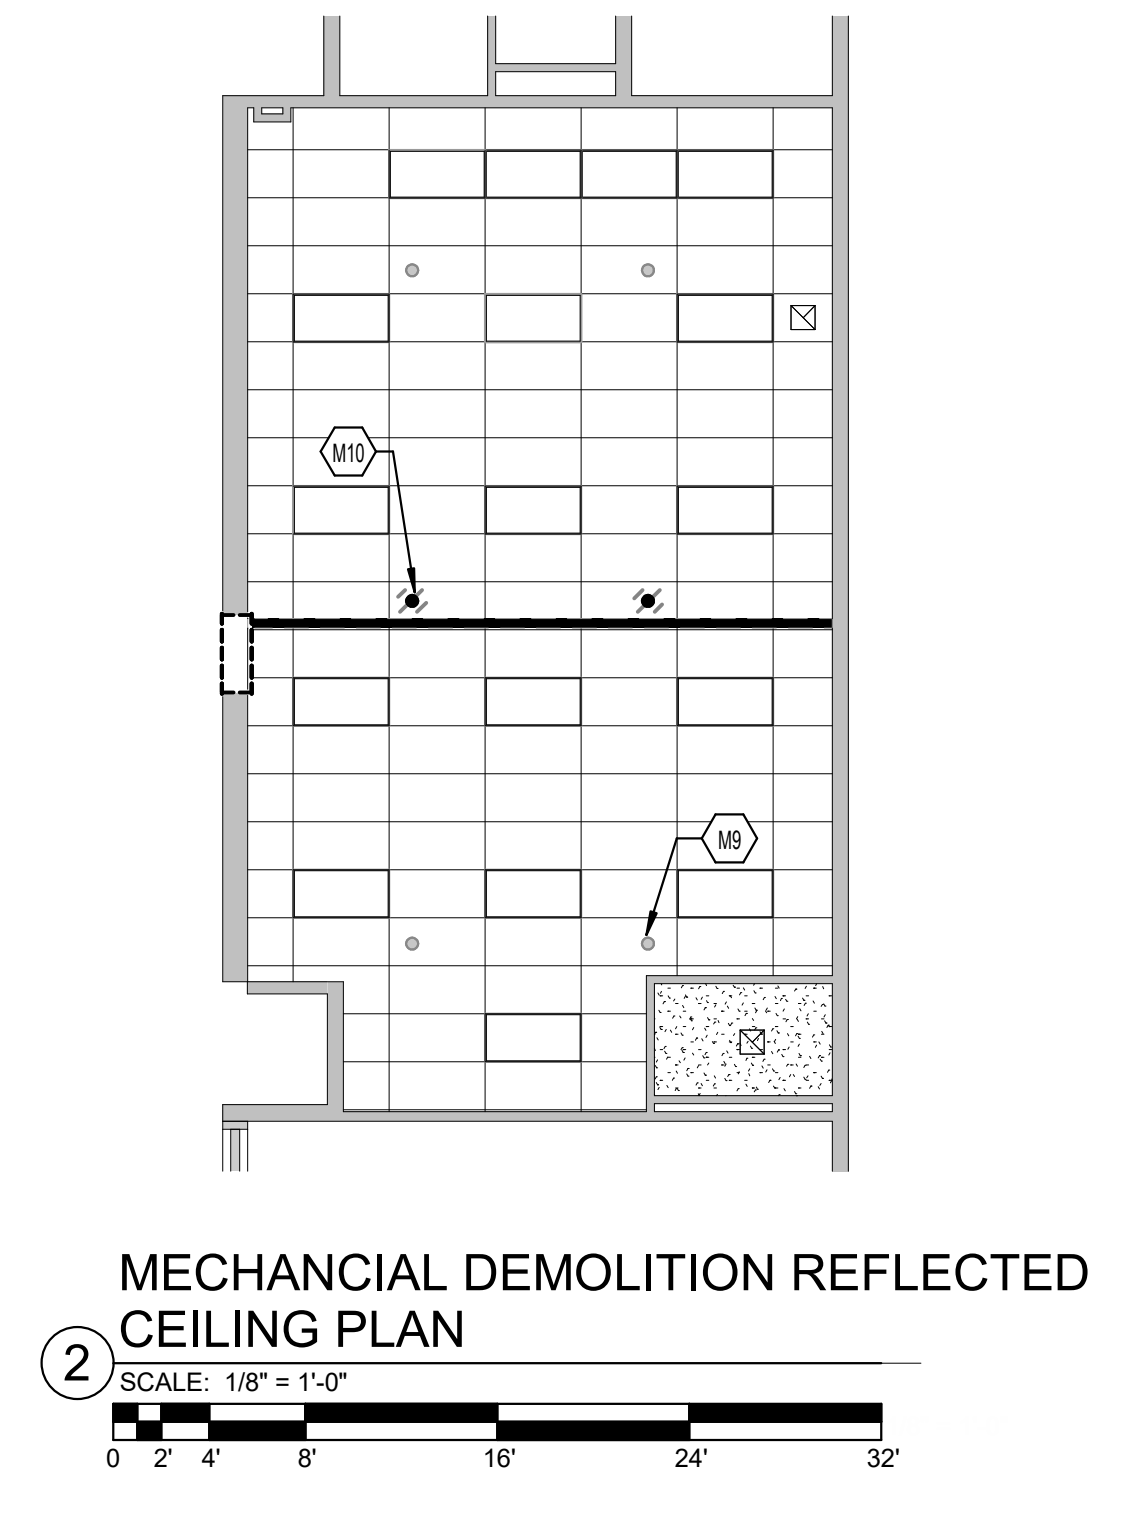 M10
M9
MECHANCIAL DEMOLITION REFLECTED
CEILING PLAN
2
SCALE: 1/8" = 1'-0"
0 2' 4' 8' 16' 24' 32'